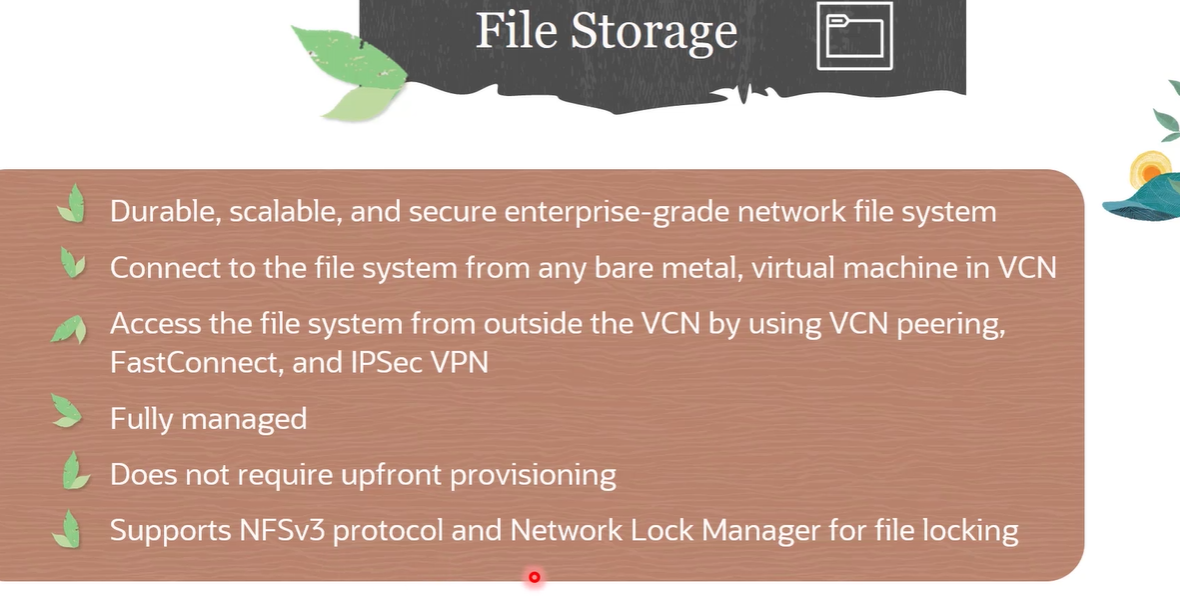 File Storage
Durable, scalable, and secure enterprise-grade network file system
Connect to the file system from any bare metal, virtual machine in VCN
Access the file system from outside the VCN by using VCN peering,
FastConnect, and IPSec VPN
Fully managed
Does not require upfront provisioning
Supports NFSv3 protocol and Network Lock Manager for file locking